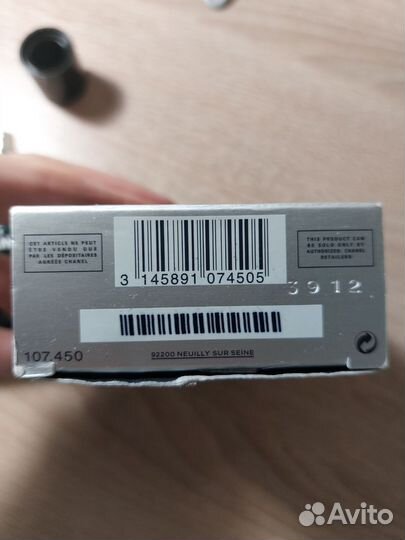 CET ARTICLE NE PEUT
ÊTRE VENDU QUE
PAR LES DÉPOSITAIRES
AGRÉÉS CHANEL
THIS PRODUCT CAN
BE SOLD ONLY BY
AUTHORIZED CHANEL
RETAILERS
3 145891 074505
3912
107.450
92200 NEUILLY SUR SEINE
Avito